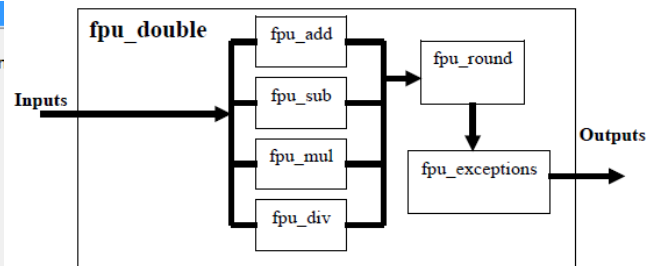 fpu_double
fpu_add
fpu_round
fpu_sub
Inputs
Outputs
fpu_mul
fpu_exceptions
fpu_div